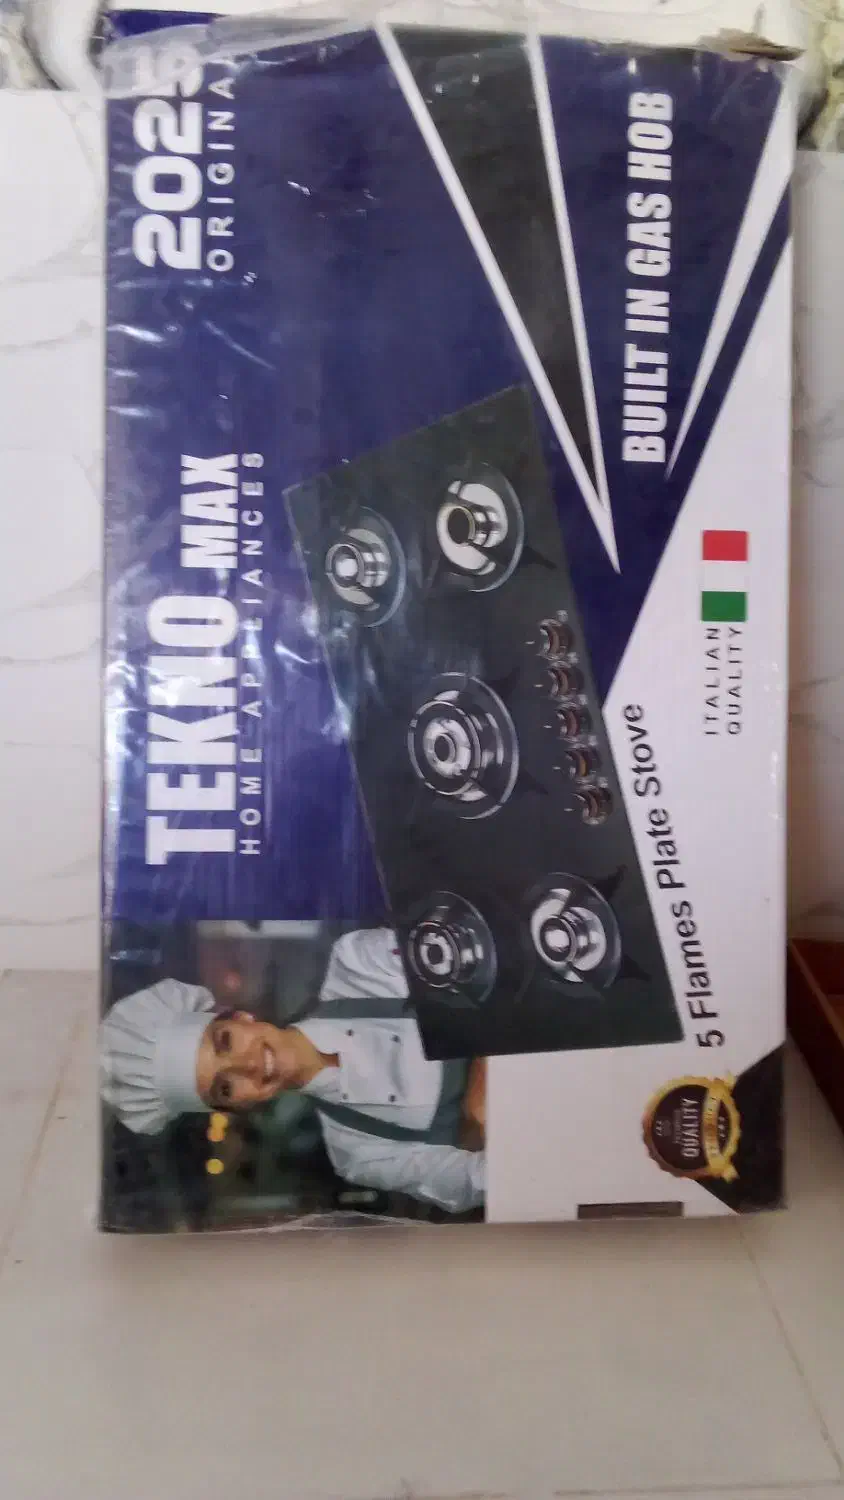 2025
ORIGINAL
TEKNO MAX
HOME APPLIANCES
BUILT IN GAS HOB
ITALIAN
QUALITY
5 Flames Plate Stove
QUALITY